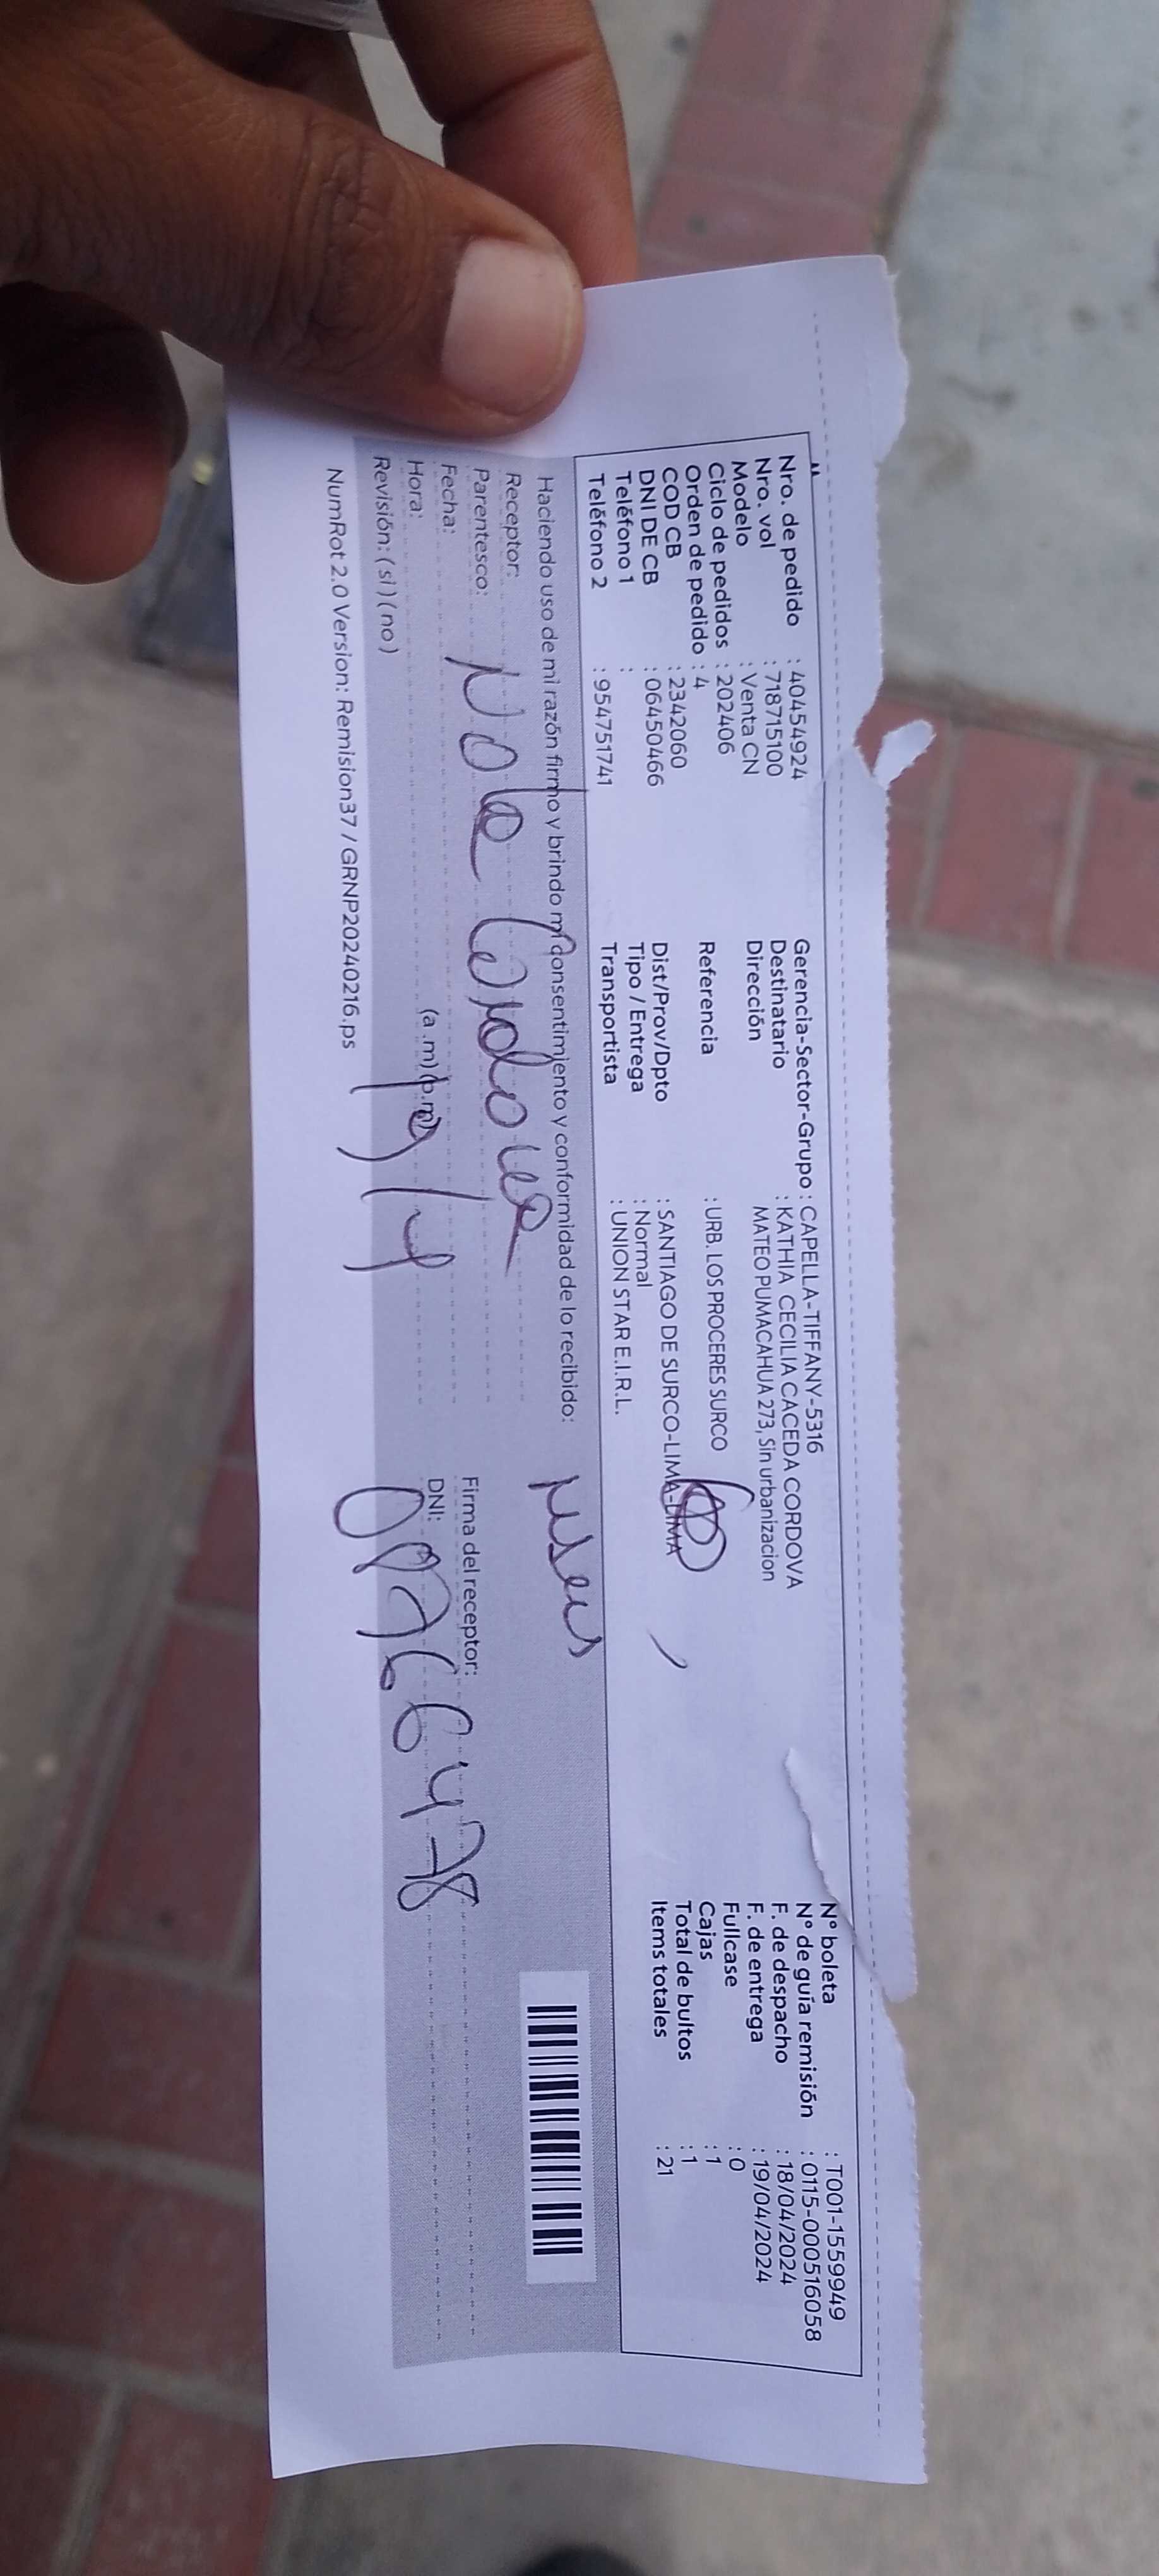 Nro. de pedido : 40454924
Nro. vol : 718715100
Modelo : Venta CN
Ciclo de pedidos : 202406
Orden de pedido : 4
COD CB : 2342060
DNI DE CB : 06450466
Teléfono 1 :
Teléfono 2 : 954751741
Gerencia-Sector-Grupo : CAPELLA-TIFFANY-5316
Destinatario : KATHIA CECILIA CACEDA CORDOVA
Dirección MATEO PUMACAHUA 273, Sin urbanizacion
Referencia : URB. LOS PROCERES SURCO
Dist/Prov/Dpto : SANTIAGO DE SURCO-LIMA-LIMA
Tipo / Entrega : Normal
Transportista : UNION STAR E.I.R.L.
N° boleta : T001-1559949
N° de guía remisión : 0115-000516058
F. de despacho : 18/04/2024
F. de entrega : 19/04/2024
Fullcase : 0
Cajas : 1
Total de bultos : 1
Items totales : 21
Haciendo uso de mi razón firmo y brindo mi consentimiento y conformidad de lo recibido:
Receptor:
Parentesco:
Fecha:
Hora: (a.m) (p.m)
Revisión: (si) (no)
Cordova
19/4
Firma del receptor:
DNI: 08766478
NumRot 2.0 Version: Remision37 / GRNP20240216.ps